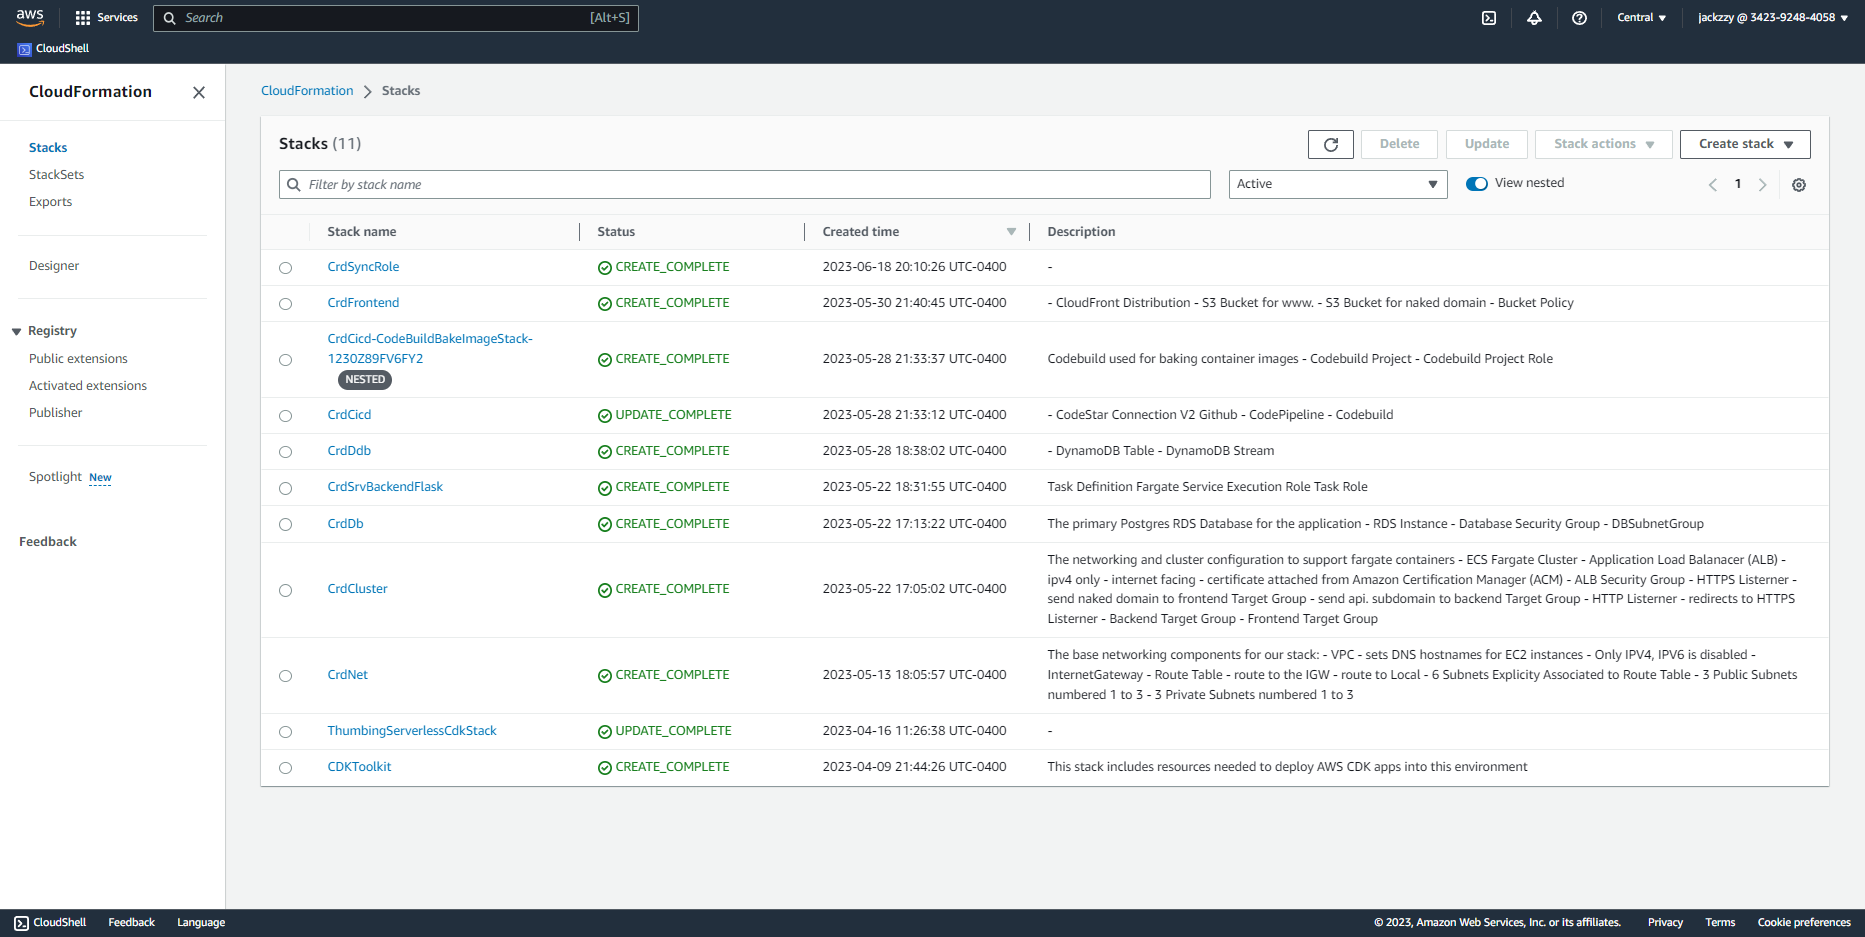 aws
Services
Search [Alt+S]
Central
jackzzy @ 3423-9248-4058
CloudShell
CloudFormation
Stacks
StackSets
Exports
Designer
Registry
Public extensions
Activated extensions
Publisher
Spotlight New
Feedback
CloudFormation > Stacks
Stacks (11)
Delete
Update
Stack actions
Create stack
Filter by stack name
Active
View nested
1
Stack name Status Created time Description
CrdSyncRole CREATE_COMPLETE 2023-06-18 20:10:26 UTC-0400 -
CrdFrontend CREATE_COMPLETE 2023-05-30 21:40:45 UTC-0400 - CloudFront Distribution - S3 Bucket for www. - S3 Bucket for naked domain - Bucket Policy
CrdCicd-CodeBuildBakeImageStack-
1230Z89FV6FY2
NESTED
CREATE_COMPLETE 2023-05-28 21:33:37 UTC-0400 Codebuild used for baking container images - Codebuild Project - Codebuild Project Role
CrdCicd UPDATE_COMPLETE 2023-05-28 21:33:12 UTC-0400 - CodeStar Connection V2 Github - CodePipeline - Codebuild
CrdDdb CREATE_COMPLETE 2023-05-28 18:38:02 UTC-0400 - DynamoDB Table - DynamoDB Stream
CrdSrvBackendFlask CREATE_COMPLETE 2023-05-22 18:31:55 UTC-0400 Task Definition Fargate Service Execution Role Task Role
CrdDb CREATE_COMPLETE 2023-05-22 17:13:22 UTC-0400 The primary Postgres RDS Database for the application - RDS Instance - Database Security Group - DBSubnetGroup
CrdCluster CREATE_COMPLETE 2023-05-22 17:05:02 UTC-0400
The networking and cluster configuration to support fargate containers - ECS Fargate Cluster - Application Load Balanacer (ALB) -
ipv4 only - internet facing - certificate attached from Amazon Certification Manager (ACM) - ALB Security Group - HTTPS Listerner -
send naked domain to frontend Target Group - send api. subdomain to backend Target Group - HTTP Listerner - redirects to HTTPS
Listerner - Backend Target Group - Frontend Target Group
CrdNet CREATE_COMPLETE 2023-05-13 18:05:57 UTC-0400
The base networking components for our stack: - VPC - sets DNS hostnames for EC2 instances - Only IPV4, IPV6 is disabled -
InternetGateway - Route Table - route to the IGW - route to Local - 6 Subnets Explicity Associated to Route Table - 3 Public Subnets
numbered 1 to 3 - 3 Private Subnets numbered 1 to 3
ThumbingServerlessCdkStack UPDATE_COMPLETE 2023-04-16 11:26:38 UTC-0400 -
CDKToolkit CREATE_COMPLETE 2023-04-09 21:44:26 UTC-0400 This stack includes resources needed to deploy AWS CDK apps into this environment
CloudShell Feedback Language © 2023, Amazon Web Services, Inc. or its affiliates. Privacy Terms Cookie preferences